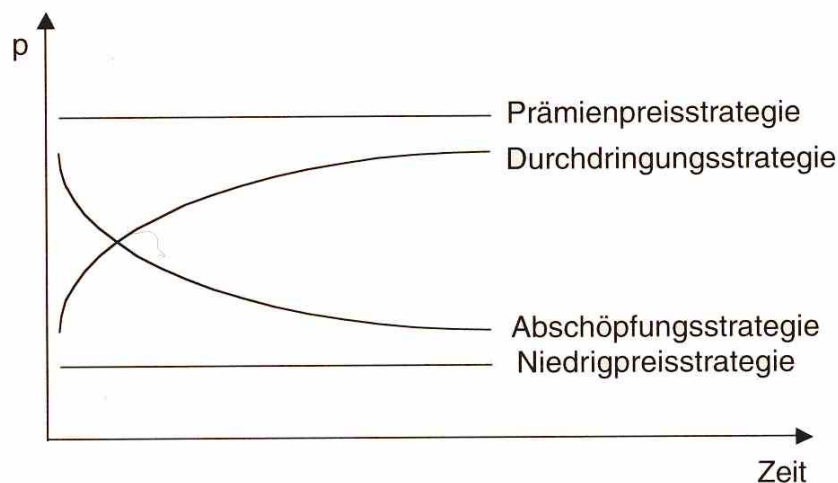 p
Prämienpreisstrategie
Durchdringungsstrategie
Abschöpfungsstrategie
Niedrigpreisstrategie
Zeit